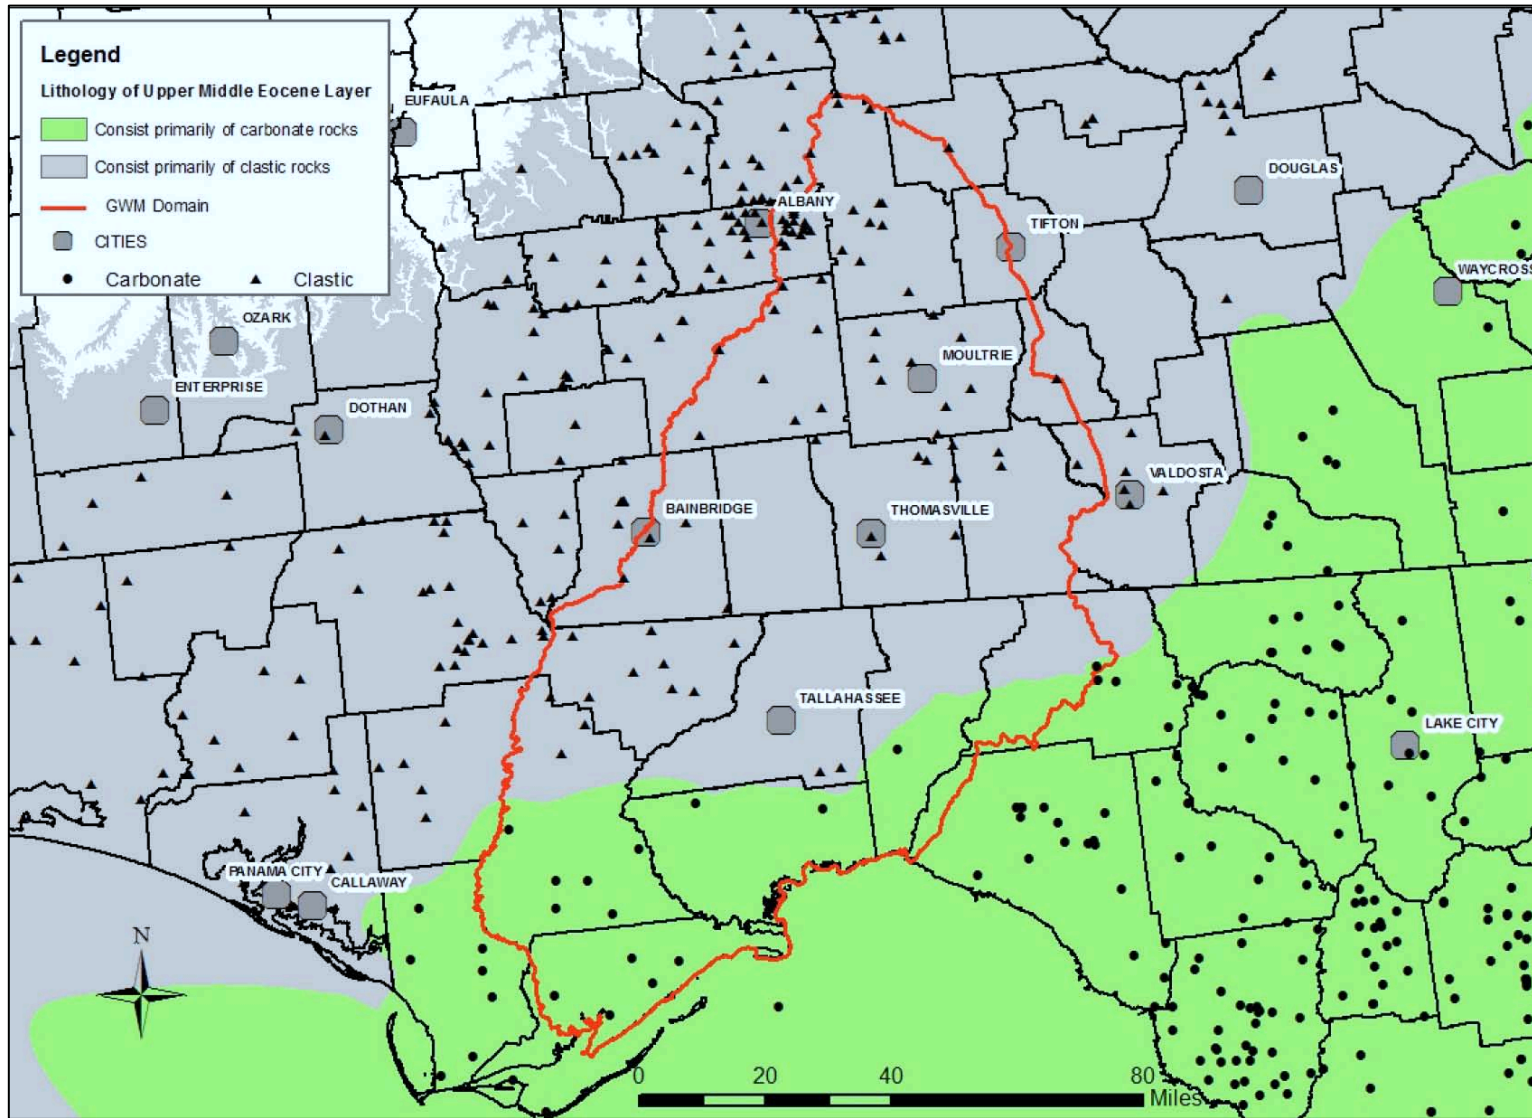 Legend
Lithology of Upper Middle Eocene Layer
Consist primarily of carbonate rocks
Consist primarily of clastic rocks
GWM Domain
CITIES
Carbonate Clastic
EUFAULA
DOUGLAS
ALBANY
TIFTON
WAYCROSS
OZARK
MOULTRIE
ENTERPRISE
DOTHAN
VALDOSTA
BAINBRIDGE
THOMASVILLE
TALLAHASSEE
LAKE CITY
PANAMA CITY
CALLAWAY
N
0 20 40 80
Miles